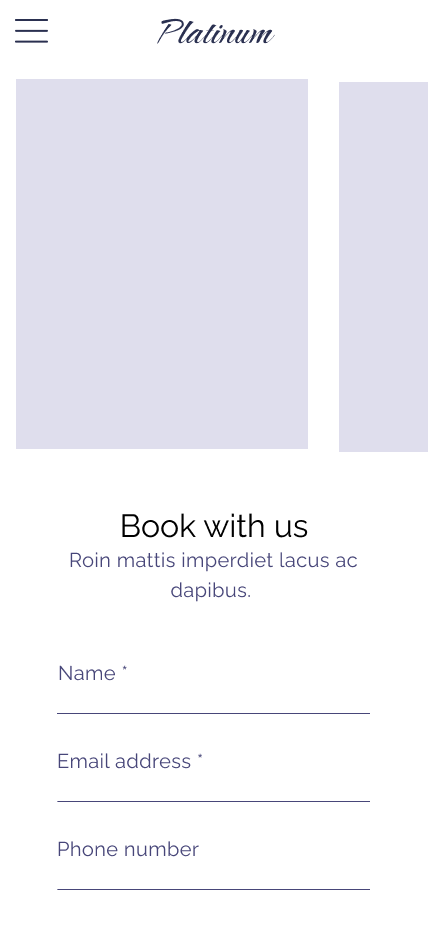 Platinum
Book with us
Roin mattis imperdiet lacus ac
dapibus.
Name *
Email address *
Phone number